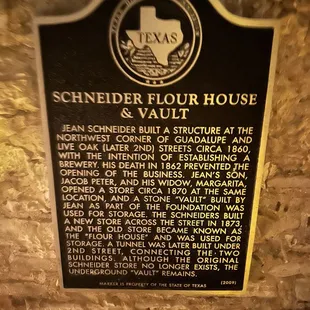 TEXAS
SCHNEIDER FLOUR HOUSE
& VAULT
JEAN SCHNEIDER BUILT A STRUCTURE AT THE
NORTHWEST CORNER OF GUADALUPE AND
LIVE OAK (LATER 2ND) STREETS CIRCA 1860,
WITH THE INTENTION OF ESTABLISHING A
BREWERY. HIS DEATH IN 1862 PREVENTED THE
OPENING OF THE BUSINESS. JEAN'S SON,
JACOB PETER, AND HIS WIDOW, MARGARITA,
OPENED A STORE CIRCA 1870 AT THE SAME
LOCATION, AND A STONE "VAULT" BUILT BY
JEAN AS PART OF THE FOUNDATION WAS
USED FOR STORAGE. THE SCHNEIDERS BUILT
A NEW STORE ACROSS THE STREET IN 1873,
AND THE OLD STORE BECAME KNOWN AS
THE "FLOUR HOUSE" AND WAS USED FOR
STORAGE. A TUNNEL WAS LATER BUILT UNDER
2ND STREET, CONNECTING THE TWO
BUILDINGS. ALTHOUGH THE ORIGINAL
SCHNEIDER STORE NO LONGER EXISTS, THE
UNDERGROUND "VAULT" REMAINS.
(2009)
MARKER IS PROPERTY OF THE STATE OF TEXAS